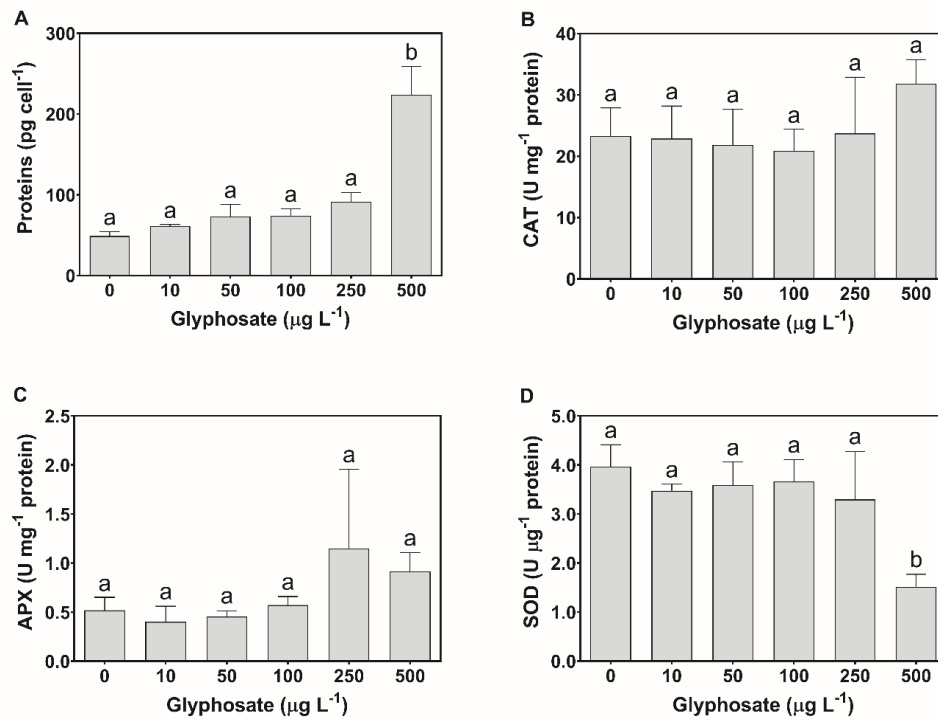 A
Proteins (pg cell⁻¹)
300
200
100
0
a
a
a
a
a
b
0 10 50 100 250 500
Glyphosate (μg L⁻¹)
B
CAT (U mg⁻¹ protein)
40
30
20
10
0
a
a
a
a
a
a
0 10 50 100 250 500
Glyphosate (μg L⁻¹)
C
APX (U mg⁻¹ protein)
2.5
2.0
1.5
1.0
0.5
0.0
a
a
a
a
a
a
0 10 50 100 250 500
Glyphosate (μg L⁻¹)
D
SOD (U μg⁻¹ protein)
5.0
4.0
3.0
2.0
1.0
0.0
a
a
a
a
a
b
0 10 50 100 250 500
Glyphosate (μg L⁻¹)